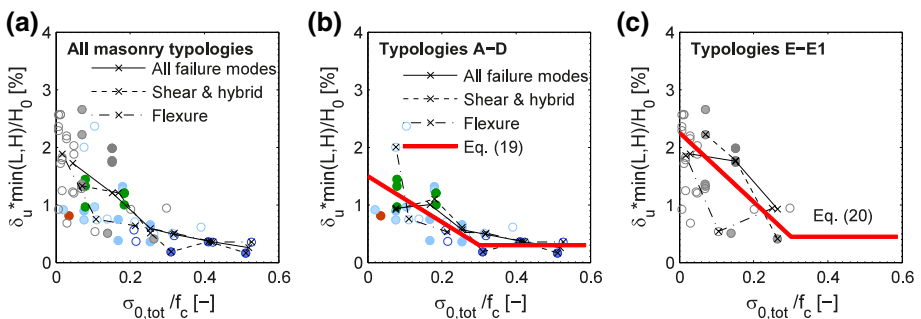 (a)
All masonry typologies
All failure modes
Shear & hybrid
Flexure
δu*min(L,H)/H0 [%]
4
3
2
1
0
0
0.2
0.4
0.6
σ0,tot /fc [−]
(b)
Typologies A−D
All failure modes
Shear & hybrid
Flexure
Eq. (19)
δu*min(L,H)/H0 [%]
4
3
2
1
0
0
0.2
0.4
0.6
σ0,tot /fc [−]
(c)
Typologies E−E1
Eq. (20)
δu*min(L,H)/H0 [%]
4
3
2
1
0
0
0.2
0.4
0.6
σ0,tot /fc [−]